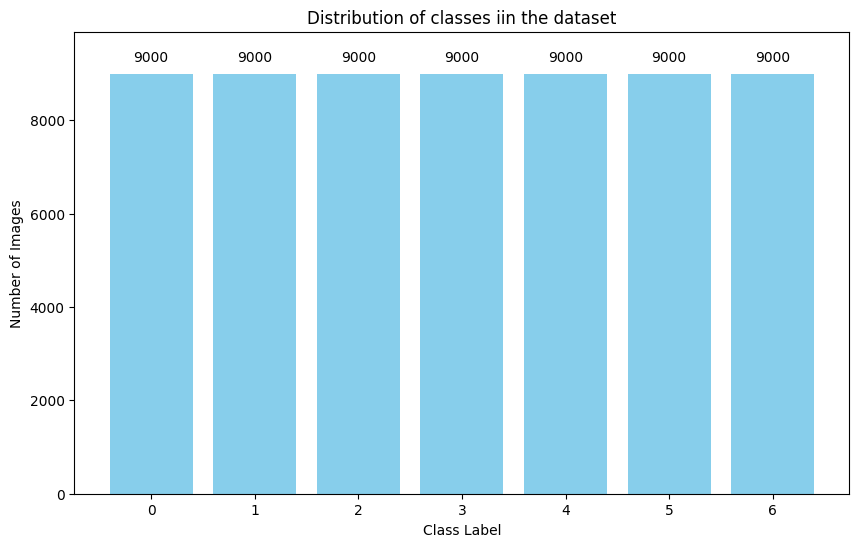 Distribution of classes iin the dataset
9000 9000 9000 9000 9000 9000 9000
8000
6000
4000
2000
0
Number of Images
0 1 2 3 4 5 6
Class Label